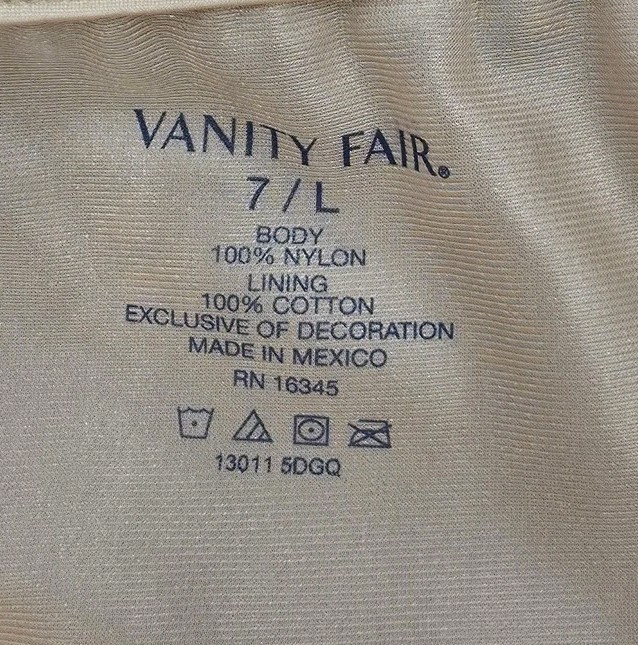 VANITY FAIR®
7 / L
BODY
100% NYLON
LINING
100% COTTON
EXCLUSIVE OF DECORATION
MADE IN MEXICO
RN 16345
13011 5DGQ